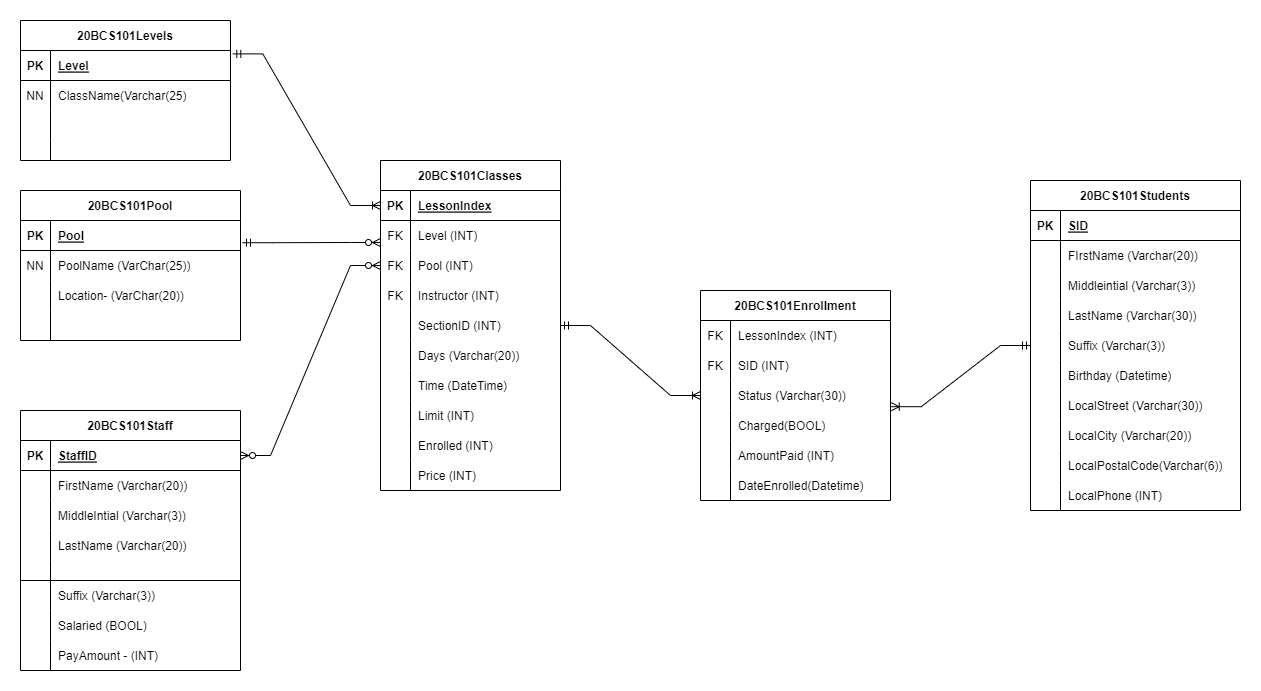 20BCS101Levels
PK Level
NN ClassName(Varchar(25)
20BCS101Pool
PK Pool
NN PoolName (VarChar(25))
Location- (VarChar(20))
20BCS101Staff
PK StaffID
FirstName (Varchar(20))
MiddleIntial (Varchar(3))
LastName (Varchar(20))
Suffix (Varchar(3))
Salaried (BOOL)
PayAmount - (INT)
20BCS101Classes
PK LessonIndex
FK Level (INT)
FK Pool (INT)
FK Instructor (INT)
SectionID (INT)
Days (Varchar(20))
Time (DateTime)
Limit (INT)
Enrolled (INT)
Price (INT)
20BCS101Enrollment
FK LessonIndex (INT)
FK SID (INT)
Status (Varchar(30))
Charged(BOOL)
AmountPaid (INT)
DateEnrolled(Datetime)
20BCS101Students
PK SID
FIrstName (Varchar(20))
Middleintial (Varchar(3))
LastName (Varchar(30))
Suffix (Varchar(3))
Birthday (Datetime)
LocalStreet (Varchar(30))
LocalCity (Varchar(20))
LocalPostalCode(Varchar(6))
LocalPhone (INT)